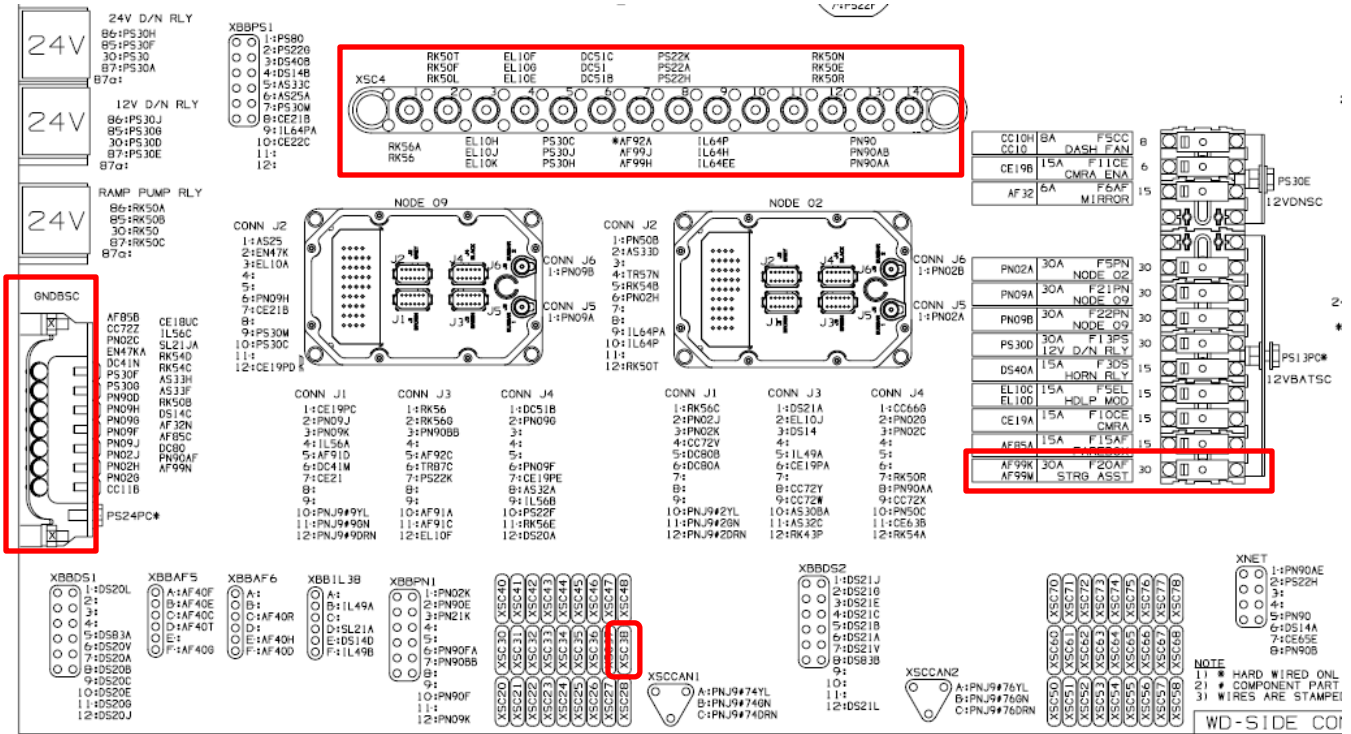 24V D/N RLY
24V
86:PS30H
85:PS30F
30:PS30
87:PS30A
87a:
12V D/N RLY
24V
86:PS30J
85:PS30G
30:PS30D
87:PS30E
87a:
RAMP PUMP RLY
24V
86:RK50A
85:RK50B
30:RK50
87:RK50C
87a:
XBBPS1
1:PS80
2:PS22G
3:DS40B
4:DS14B
5:AS33C
6:AS25A
7:PS30M
8:CE21B
9:IL64PA
10:CE22C
11:
12:
XSC4
RK50T EL10F DC51C PS22K RK50N
RK50F EL10G DC51 PS22A RK50E
RK50L EL10E DC51B PS22H RK50R
1 2 3 4 5 6 7 8 9 10 11 12 13 14
RK56A
RK56
EL10H PS30C *AF92A IL64P PN90
EL10J PS30J AF99J IL64H PN90AB
EL10K PS30H AF99H IL64EE PN90AA
CC10H 8A F5CC 8
CC10 DASH FAN
CE19B 15A F11CE 6
CMRA ENA
AF32 6A F6AF 15
MIRROR
PS30E
12VDNSC
PN02A 30A F5PN 30
NODE 02
PN09A 30A F21PN 30
NODE 09
PN09B 30A F22PN 30
NODE 09
PS30D 30A F13PS 30
12V D/N RLY
DS40A 15A F3DS 15
HORN RLY
EL10C 15A F5EL 15
EL10D HDLP MOD
CE19A 15A F10CE 15
CMRA
AF85A 15A F15AF 15
AF99K 30A F20AF 30
AF99M STRG ASST
PS13PC*
12VBATSC
GNDBSC
AF85B
CC72Z
PN02C
EN47KA
DC41N
PS30F
PS30G
PN90D
PN09H
PN09G
PN09F
PN09J
PN02J
PN02H
PN02G
CC11B
CE18UC
IL56C
SL21JA
RK54D
RK54C
AS33H
AS33F
RK50B
DS14C
AF32N
AF85C
DC80
PN90AF
AF99N
PS24PC*
NODE 09
CONN J2
1:AS25
2:EN47K
3:EL10A
4:
5:
6:PN09H
7:CE21B
8:
9:PS30M
10:PS30C
11:
12:CE19PD
J2 J4 J6
J1 J3 J5
CONN J6
1:PN09B
CONN J5
1:PN09A
CONN J1
1:CE19PC
2:PN09J
3:PN09K
4:IL56A
5:AF91D
6:DC41M
7:CE21
8:
9:
10:PNJ9#9YL
11:PNJ9#9GN
12:PNJ9#9DRN
CONN J3
1:RK56
2:RK56G
3:PN90BB
4:
5:AF92C
6:TR87C
7:PS22K
8:
9:
10:AF91A
11:AF91C
12:EL10F
CONN J4
1:DC51B
2:PN09G
3:
4:
5:
6:PN09F
7:CE19PE
8:AS32A
9:IL56B
10:PS22F
11:RK56E
12:DS20A
NODE 02
CONN J2
1:PN50B
2:AS33D
3:
4:TR57N
5:RK54B
6:PN02H
7:
8:
9:IL64PA
10:IL64P
11:
12:RK50T
J2 J4 J6
J1 J3 J5
CONN J6
1:PN02B
CONN J5
1:PN02A
CONN J1
1:RK56C
2:PN02J
3:PN02K
4:CC72V
5:DC80B
6:DC80A
7:
8:
9:
10:PNJ9#2YL
11:PNJ9#2GN
12:PNJ9#2DRN
CONN J3
1:DS21A
2:EL10J
3:DS14
4:
5:IL49A
6:CE19PA
7:
8:CC72Y
9:CC72W
10:AS30BA
11:AS32C
12:RK43P
CONN J4
1:CC66G
2:PN02G
3:PN02C
4:
5:
6:
7:RK50R
8:PN90AA
9:CC72X
10:PN50C
11:CE63B
12:RK54A
XBBDS1
1:DS20L
2:
3:
4:
5:DS83A
6:DS20V
7:DS20A
8:DS20B
9:DS20C
10:DS20E
11:DS20G
12:DS20J
XBBAF5
A:AF40F
B:AF40E
C:AF40C
D:AF40T
E:
F:AF40G
XBBAF6
A:
B:
C:AF40R
D:
E:AF40H
F:AF40D
XBBIL38
A:
B:IL49A
C:
D:SL21A
E:DS14D
F:IL49B
XBBPN1
1:PN02K
2:PN90E
3:PN21K
4:
5:
6:PN90FA
7:PN90BB
8:
9:
10:PN90F
11:
12:PN09K
XSC40 XSC41 XSC42 XSC43 XSC44 XSC45 XSC46 XSC47 XSC48
XSC30 XSC31 XSC32 XSC33 XSC34 XSC35 XSC36 XSC38
XSC20 XSC21 XSC22 XSC23 XSC24 XSC25 XSC26 XSC27 XSC28
XSCCAN1
A:PNJ9#74YL
B:PNJ9#74GN
C:PNJ9#74DRN
XBBDS2
1:DS21J
2:DS21G
3:DS21E
4:DS21C
5:DS21B
6:DS21A
7:DS21V
8:DS83B
9:
10:
11:
12:DS21L
XSCCAN2
A:PNJ9#76YL
B:PNJ9#76GN
C:PNJ9#76DRN
XSC70 XSC71 XSC72 XSC73 XSC74 XSC75 XSC76 XSC77 XSC78
XSC60 XSC61 XSC62 XSC63 XSC64 XSC65 XSC66 XSC67 XSC68
XSC50 XSC51 XSC52 XSC53 XSC54 XSC55 XSC56 XSC57 XSC58
XNET
1:PN90AE
2:PS22H
3:
4:
5:PN90
6:DS14A
7:CE65E
8:PN90B
NOTE
1) * HARD WIRED ONL
2) # COMPONENT PART
3) WIRES ARE STAMPE
WD-SIDE CO